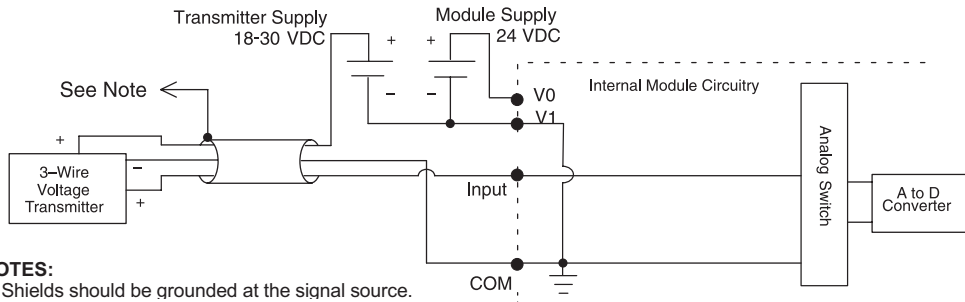 Transmitter Supply
18-30 VDC
Module Supply
24 VDC
+
+
–
–
V0
V1
Internal Module Circuitry
See Note
+
–
+
3–Wire
Voltage
Transmitter
Input
Analog Switch
A to D
Converter
COM
OTES:
Shields should be grounded at the signal source.